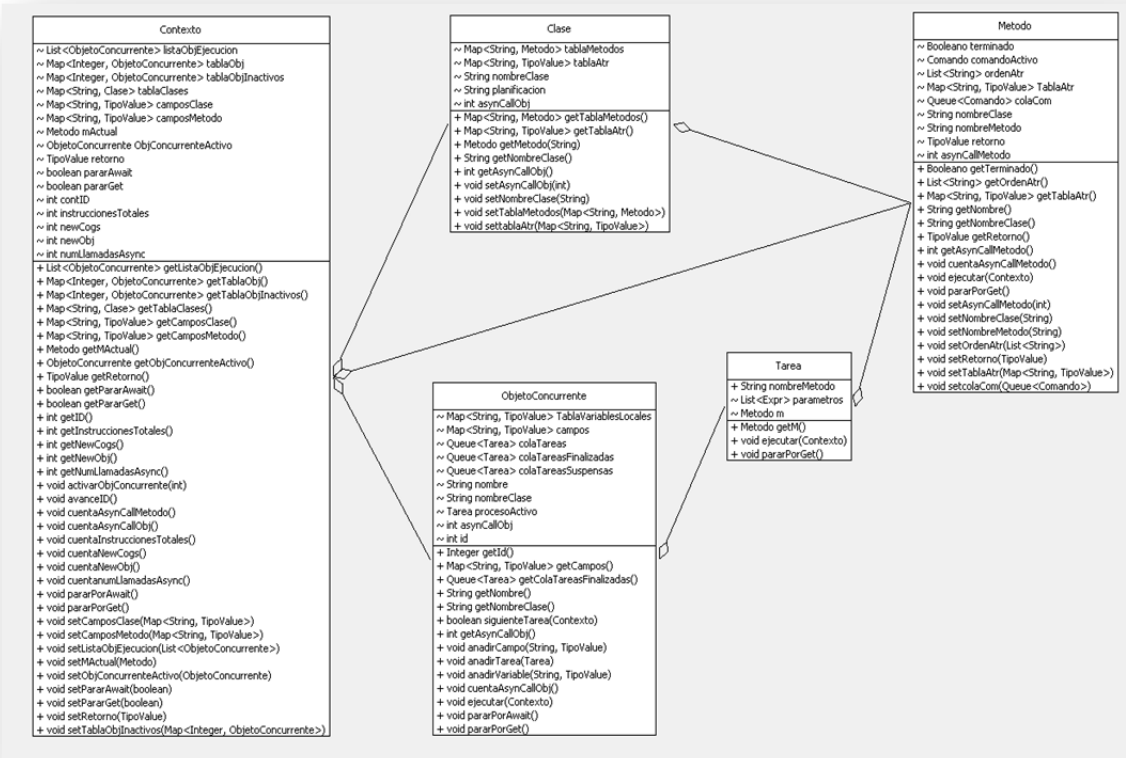 Contexto
~ List<ObjetoConcurrente> listaObjEjecucion
~ Map<Integer, ObjetoConcurrente> tablaObj
~ Map<Integer, ObjetoConcurrente> tablaObjInactivos
~ Map<String, Clase> tablaClases
~ Map<String, TipoValue> camposClase
~ Map<String, TipoValue> camposMetodo
~ Metodo mActual
~ ObjetoConcurrente ObjConcurrenteActivo
~ TipoValue retorno
~ boolean pararAwait
~ boolean pararGet
~ int contID
~ int instruccionesTotales
~ int newCogs
~ int newObj
~ int numLlamadasAsync
+ List<ObjetoConcurrente> getListaObjEjecucion()
+ Map<Integer, ObjetoConcurrente> getTablaObj()
+ Map<Integer, ObjetoConcurrente> getTablaObjInactivos()
+ Map<String, Clase> getTablaClases()
+ Map<String, TipoValue> getCamposClase()
+ Map<String, TipoValue> getCamposMetodo()
+ Metodo getMActual()
+ ObjetoConcurrente getObjConcurrenteActivo()
+ TipoValue getRetorno()
+ boolean getPararAwait()
+ boolean getPararGet()
+ int getID()
+ int getInstruccionesTotales()
+ int getNewCogs()
+ int getNewObj()
+ int getNumLlamadasAsync()
+ void activarObjConcurrente(int)
+ void avanceID()
+ void cuentaAsynCallMetodo()
+ void cuentaAsynCallObj()
+ void cuentaInstruccionesTotales()
+ void cuentaNewCogs()
+ void cuentaNewObj()
+ void cuentanumLlamadasAsync()
+ void pararPorAwait()
+ void pararPorGet()
+ void setCamposClase(Map<String, TipoValue>)
+ void setCamposMetodo(Map<String, TipoValue>)
+ void setListaObjEjecucion(List<ObjetoConcurrente>)
+ void setMActual(Metodo)
+ void setObjConcurrenteActivo(ObjetoConcurrente)
+ void setPararAwait(boolean)
+ void setPararGet(boolean)
+ void setRetorno(TipoValue)
+ void setTablaObjInactivos(Map<Integer, ObjetoConcurrente>)
Clase
~ Map<String, Metodo> tablaMetodos
~ Map<String, TipoValue> tablaAtr
~ String nombreClase
~ String planificacion
~ int asynCallObj
+ Map<String, Metodo> getTablaMetodos()
+ Map<String, TipoValue> getTablaAtr()
+ Metodo getMetodo(String)
+ String getNombreClase()
+ int getAsynCallObj()
+ void setAsynCallObj(int)
+ void setNombreClase(String)
+ void setTablaMetodos(Map<String, Metodo>)
+ void settablaAtr(Map<String, TipoValue>)
ObjetoConcurrente
~ Map<String, TipoValue> TablaVariablesLocales
~ Map<String, TipoValue> campos
~ Queue<Tarea> colaTareas
~ Queue<Tarea> colaTareasFinalizadas
~ Queue<Tarea> colaTareasSuspensas
~ String nombre
~ String nombreClase
~ Tarea procesoActivo
~ int asynCallObj
~ int id
+ Integer getId()
+ Map<String, TipoValue> getCampos()
+ Queue<Tarea> getColaTareasFinalizadas()
+ String getNombre()
+ String getNombreClase()
+ boolean siguienteTarea(Contexto)
+ int getAsynCallObj()
+ void anadirCampo(String, TipoValue)
+ void anadirTarea(Tarea)
+ void anadirVariable(String, TipoValue)
+ void cuentaAsynCallObj()
+ void ejecutar(Contexto)
+ void pararPorAwait()
+ void pararPorGet()
Tarea
+ String nombreMetodo
~ List<Expr> parametros
~ Metodo m
+ Metodo getM()
+ void ejecutar(Contexto)
+ void pararPorGet()
Metodo
~ Booleano terminado
~ Comando comandoActivo
~ List<String> ordenAtr
~ Map<String, TipoValue> TablaAtr
~ Queue<Comando> colaCom
~ String nombreClase
~ String nombreMetodo
~ TipoValue retorno
~ int asynCallMetodo
+ Booleano getTerminado()
+ List<String> getOrdenAtr()
+ Map<String, TipoValue> getTablaAtr()
+ String getNombre()
+ String getNombreClase()
+ TipoValue getRetorno()
+ int getAsynCallMetodo()
+ void cuentaAsynCallMetodo()
+ void ejecutar(Contexto)
+ void pararPorGet()
+ void setAsynCallMetodo(int)
+ void setNombreClase(String)
+ void setNombreMetodo(String)
+ void setOrdenAtr(List<String>)
+ void setRetorno(TipoValue)
+ void setTablaAtr(Map<String, TipoValue>)
+ void setcolaCom(Queue<Comando>)